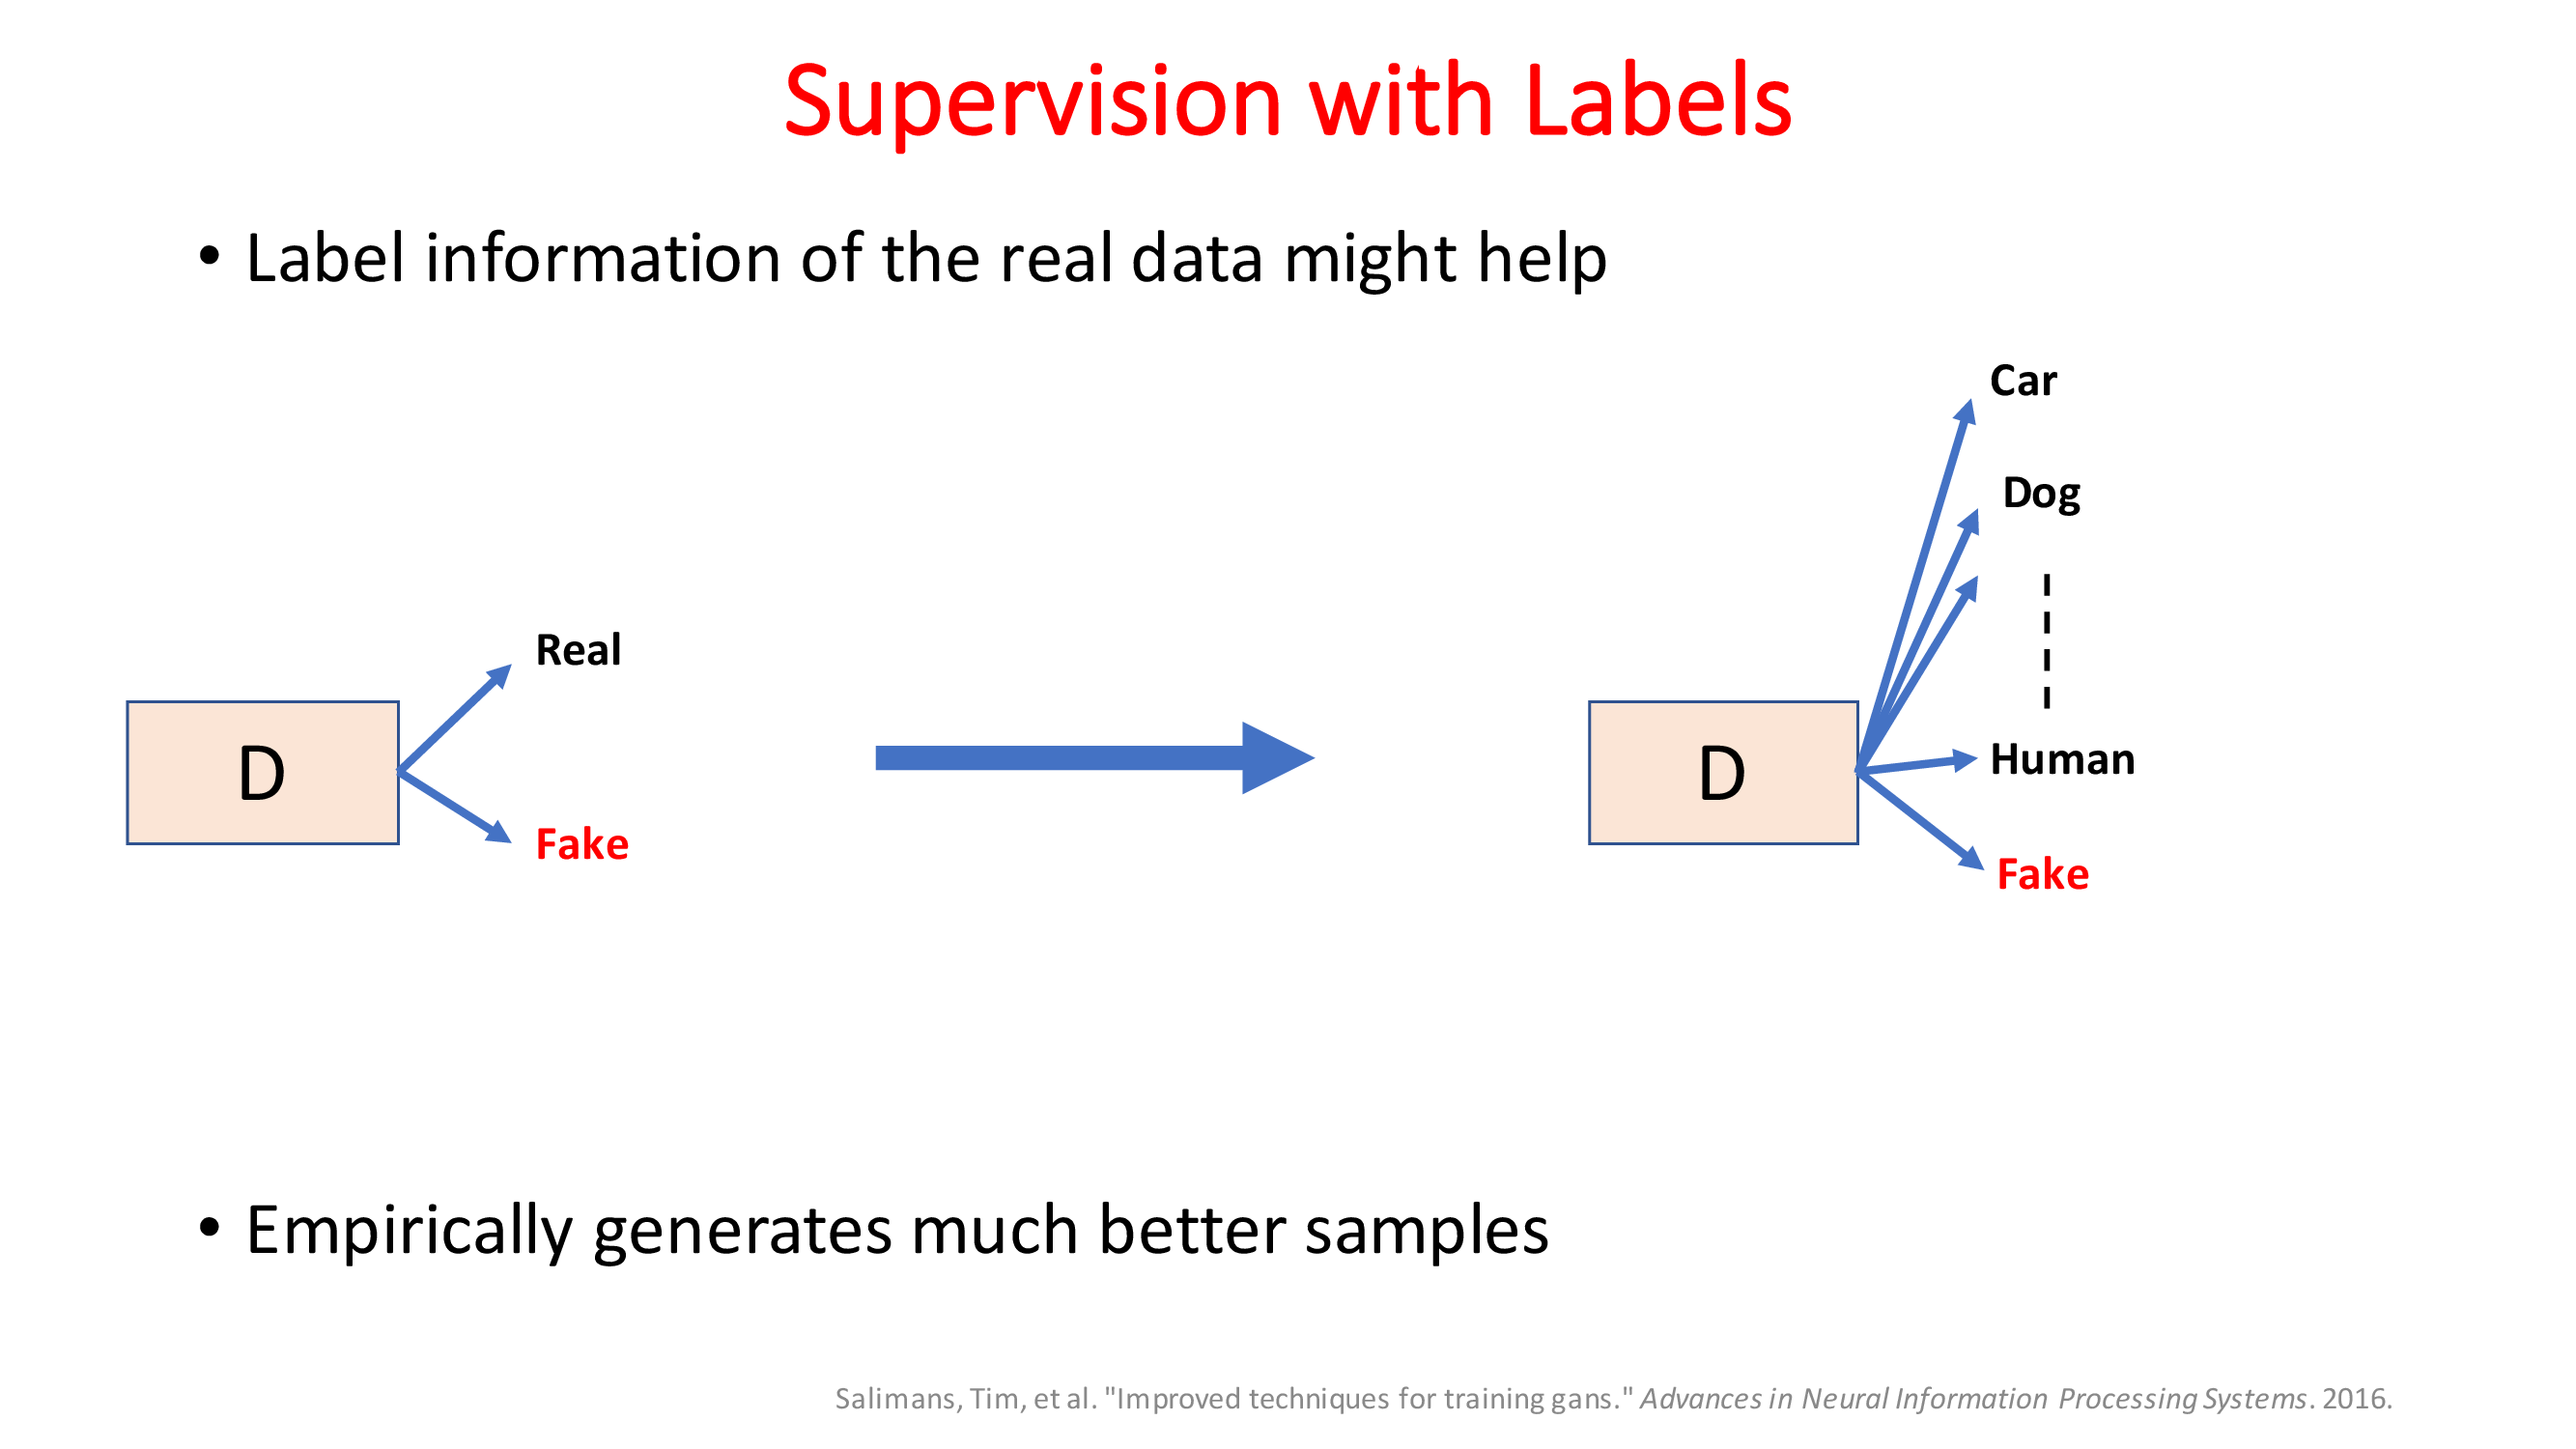 Supervision with Labels
• Label information of the real data might help
Car
Dog
Real
D
Fake
D
Human
Fake
• Empirically generates much better samples
Salimans, Tim, et al. "Improved techniques for training gans." Advances in Neural Information Processing Systems. 2016.